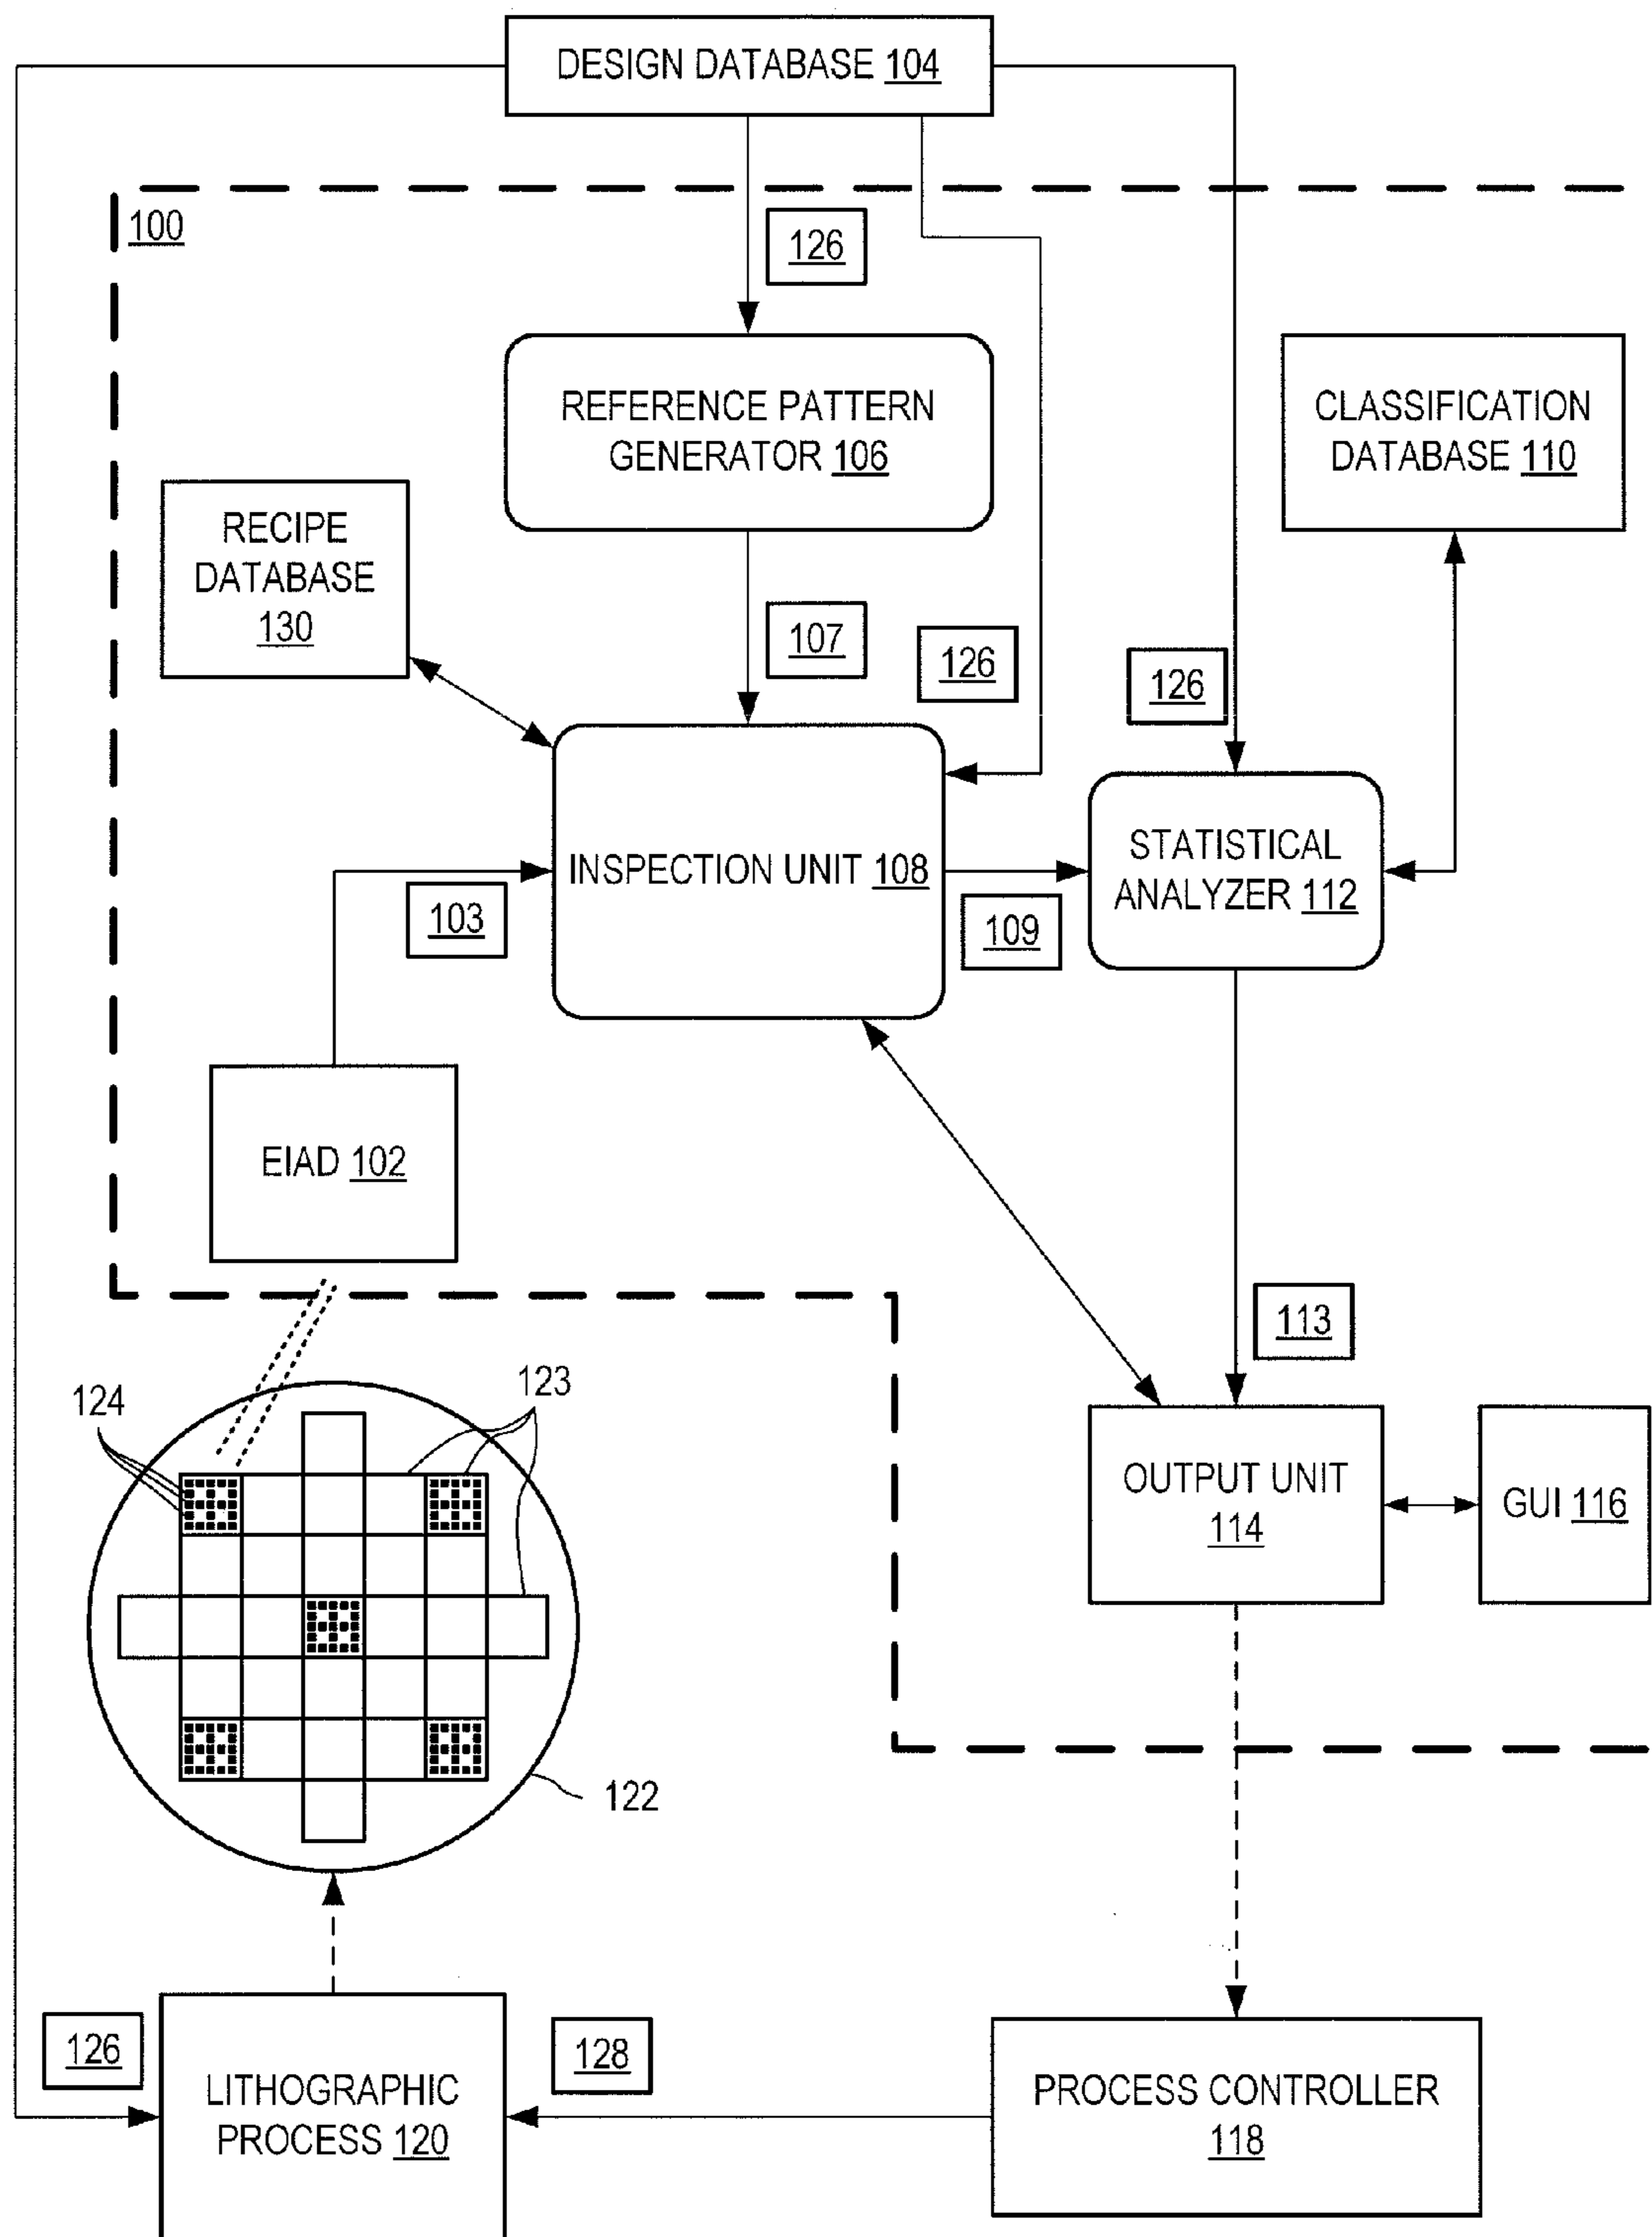 DESIGN DATABASE 104
100
126
REFERENCE PATTERN
GENERATOR 106
CLASSIFICATION
DATABASE 110
RECIPE
DATABASE
130
107
126
126
STATISTICAL
ANALYZER 112
INSPECTION UNIT 108
103
109
EIAD 102
113
123
124
OUTPUT UNIT
114
GUI 116
122
126
128
LITHOGRAPHIC
PROCESS 120
PROCESS CONTROLLER
118